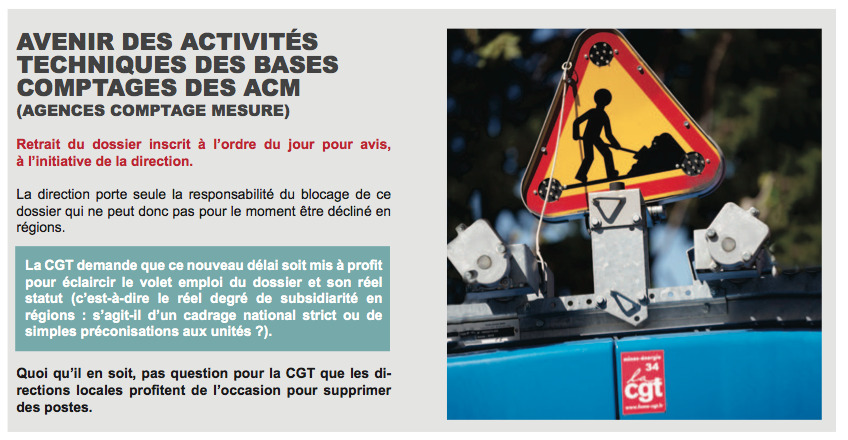 AVENIR DES ACTIVITÉS
TECHNIQUES DES BASES
COMPTAGES DES ACM
(AGENCES COMPTAGE MESURE)
Retrait du dossier inscrit à l'ordre du jour pour avis,
à l'initiative de la direction.
La direction porte seule la responsabilité du blocage de ce
dossier qui ne peut donc pas pour le moment être décliné en
régions.
La CGT demande que ce nouveau délai soit mis à profit
pour éclaircir le volet emploi du dossier et son réel
statut (c'est-à-dire le réel degré de subsidiarité en
régions : s'agit-il d'un cadrage national strict ou de
simples préconisations aux unités ?).
Quoi qu'il en soit, pas question pour la CGT que les di-
rections locales profitent de l'occasion pour supprimer
des postes.
mines-énergie
34
la
cgt